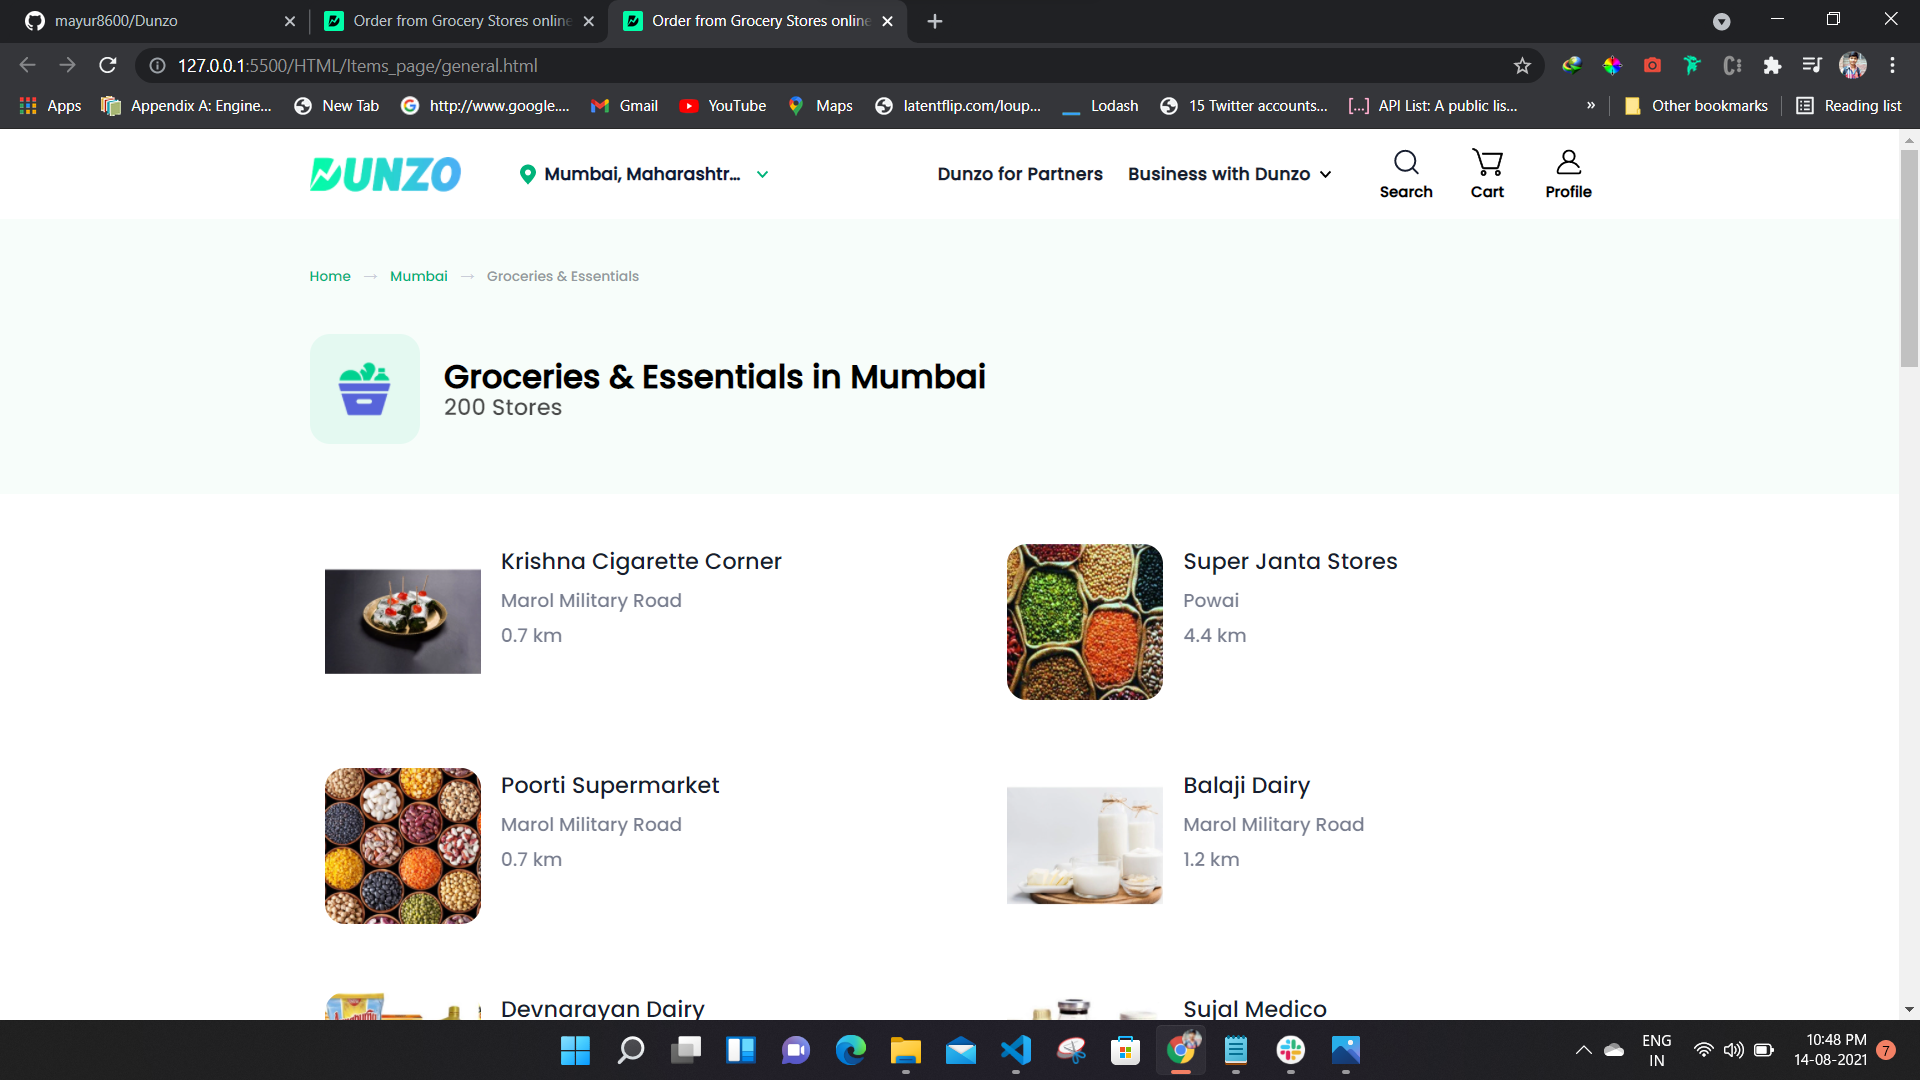 mayur8600/Dunzo
Order from Grocery Stores online
Order from Grocery Stores online
127.0.0.1:5500/HTML/Items_page/general.html
Apps
Appendix A: Engine...
New Tab
http://www.google....
Gmail
YouTube
Maps
latentflip.com/loup...
Lodash
15 Twitter accounts...
API List: A public lis...
»
Other bookmarks
Reading list
DUNZO
Mumbai, Maharashtr...
Dunzo for Partners
Business with Dunzo
Search
Cart
Profile
Home → Mumbai → Groceries & Essentials
Groceries & Essentials in Mumbai
200 Stores
Krishna Cigarette Corner
Marol Military Road
0.7 km
Super Janta Stores
Powai
4.4 km
Poorti Supermarket
Marol Military Road
0.7 km
Balaji Dairy
Marol Military Road
1.2 km
Devnarayan Dairy
Sujal Medico
ENG
IN
10:48 PM
14-08-2021
7